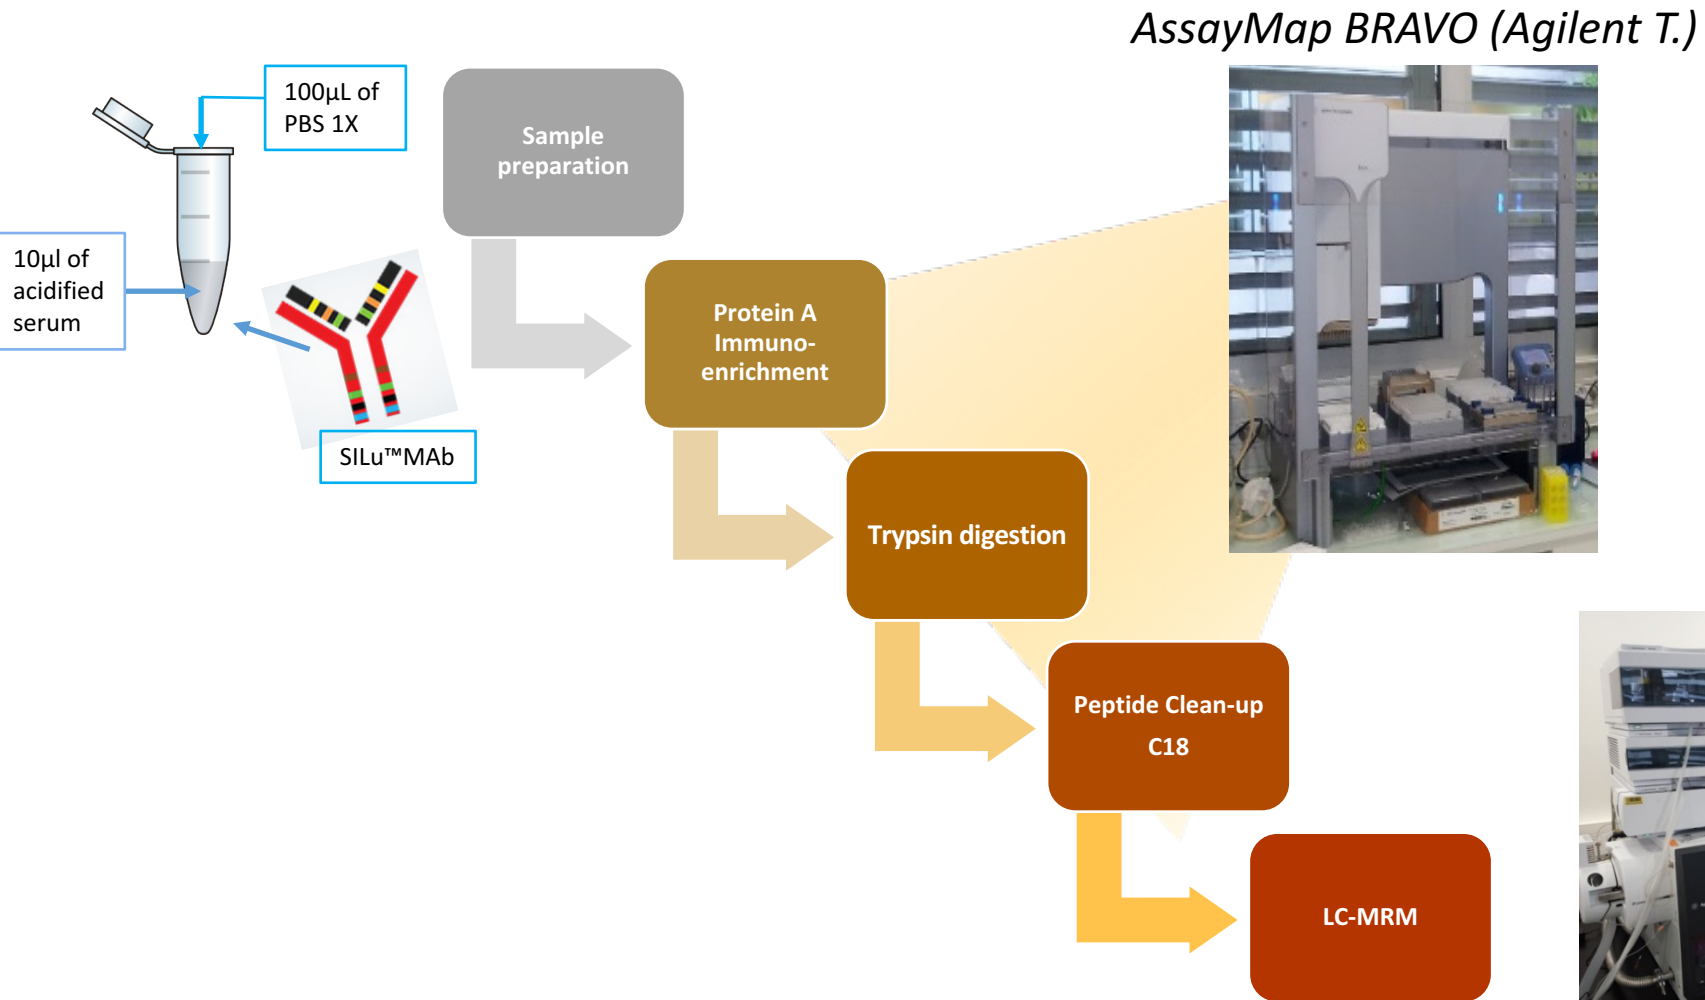 AssayMap BRAVO (Agilent T.)
100µL of
PBS 1X
10µl of
acidified
serum
SILu™MAb
Sample
preparation
Protein A
Immuno-
enrichment
Trypsin digestion
Peptide Clean-up
C18
LC-MRM